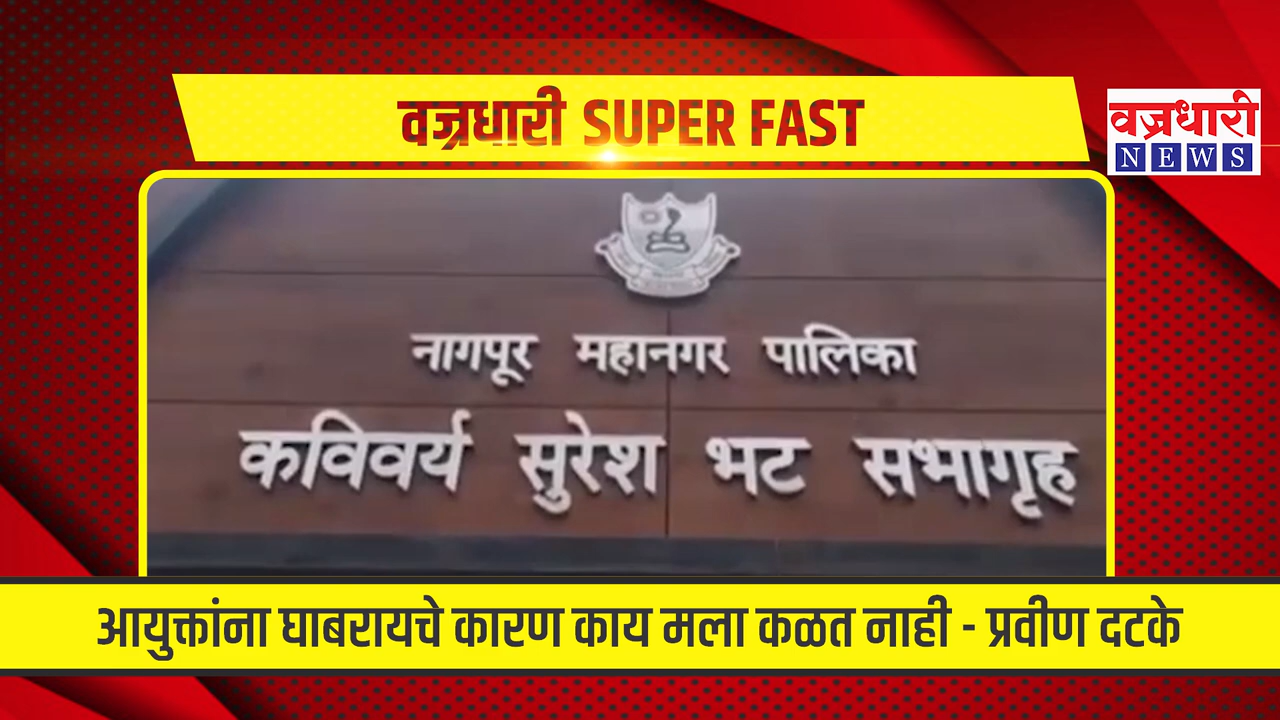 वज्रधारी SUPER FAST
वज्रधारी
NEWS
नागपूर महानगर पालिका
कविवर्य सुरेश भट सभागृह
आयुक्तांना घाबरायचे कारण काय मला कळत नाही - प्रवीण दटके